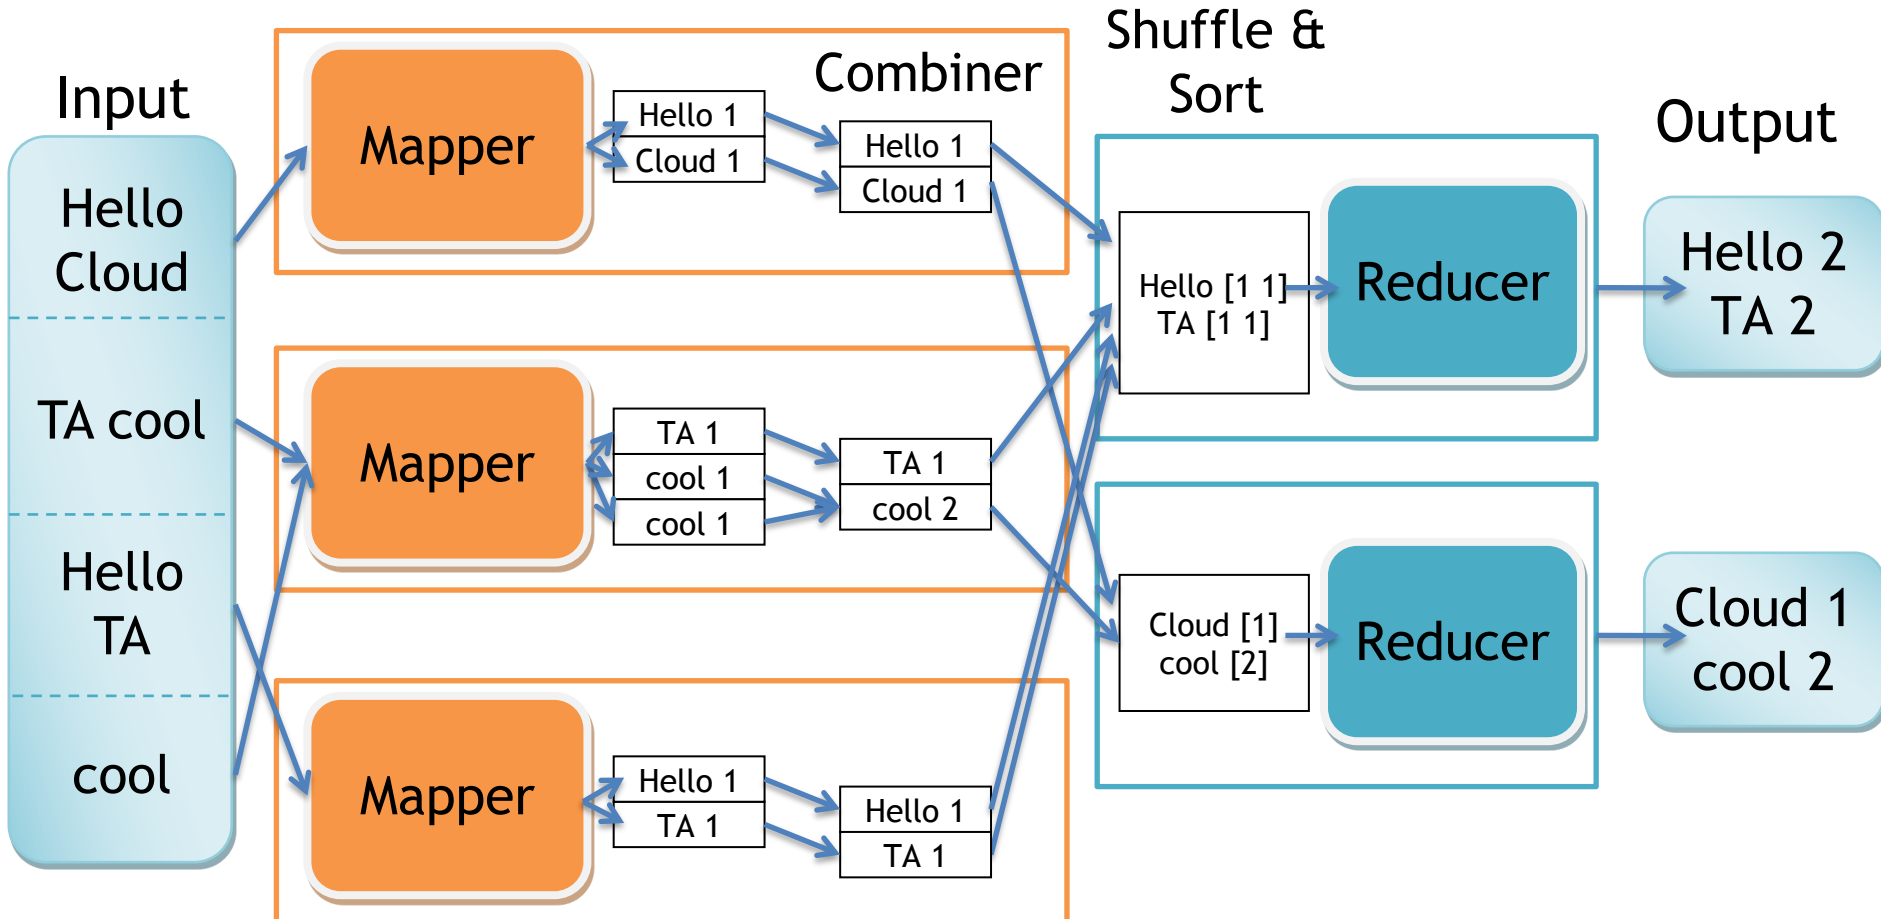 Input
Hello
Cloud
TA cool
Hello
TA
cool
Mapper
Hello 1
Cloud 1
Combiner
Hello 1
Cloud 1
Mapper
TA 1
cool 1
cool 1
TA 1
cool 2
Mapper
Hello 1
TA 1
Hello 1
TA 1
Shuffle &
Sort
Hello [1 1]
TA [1 1]
Reducer
Cloud [1]
cool [2]
Reducer
Output
Hello 2
TA 2
Cloud 1
cool 2